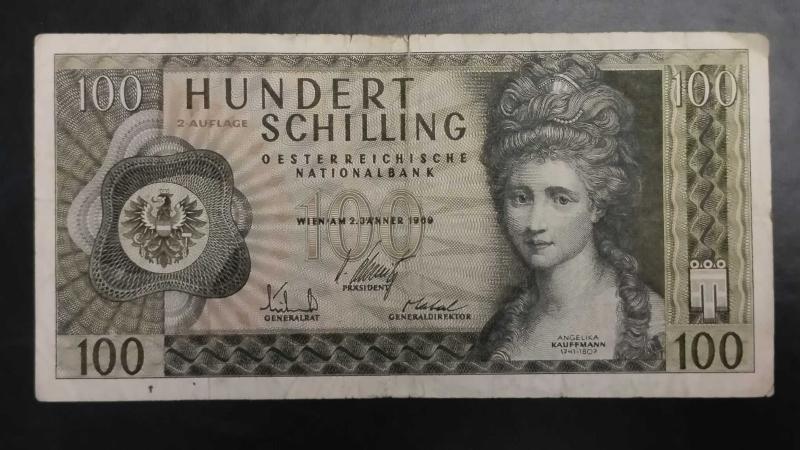 100
HUNDERT
2. AUFLAGE SCHILLING
OESTERREICHISCHE
NATIONALBANK
WIEN AM 2. JÄNNER 1969
100
PRÄSIDENT
GENERALRAT
GENERALDIREKTOR
100
100
ANGELIKA
KAUFFMANN
1741-1807
100